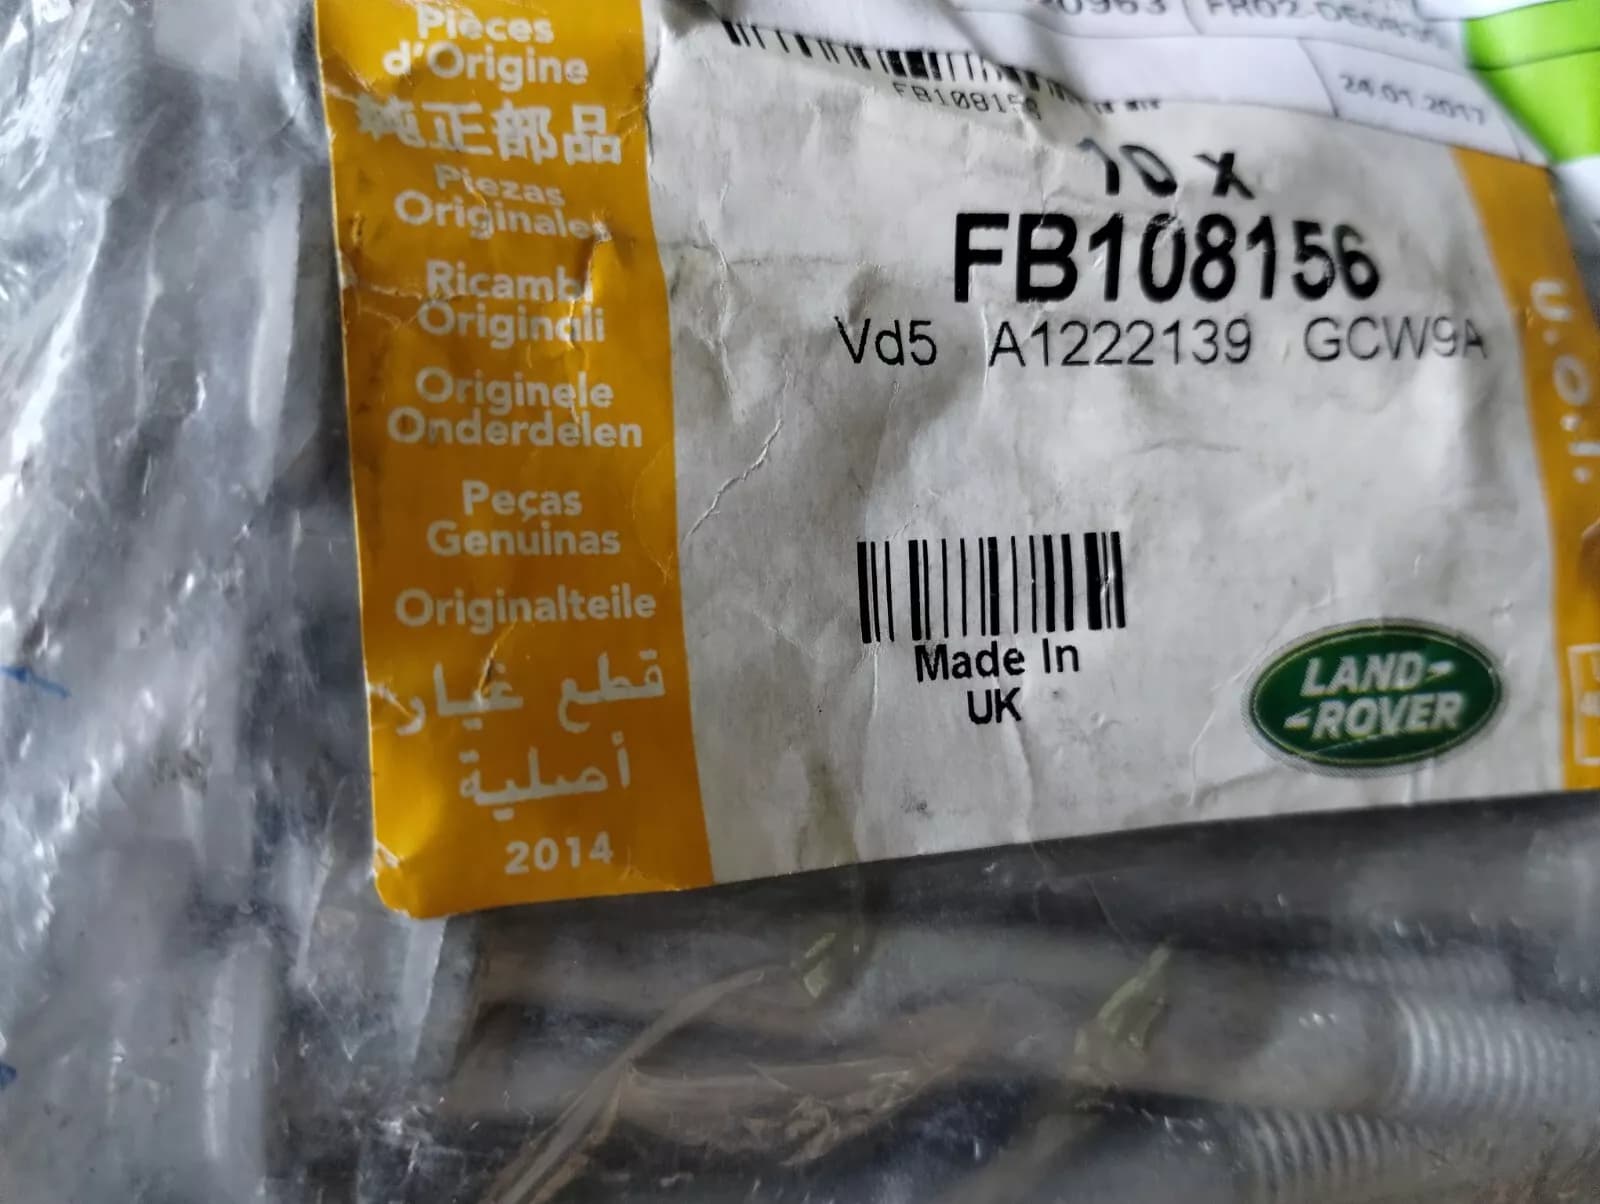 Pièces
d'Origine
純正部品
Piezas
Originales
Ricambi
Originali
Originele
Onderdelen
Peças
Genuinas
Originalteile
قطع غيار
أصلية
2014
24.01.2017
FB108156
10 x
FB108156
Vd5 A1222139 GCW9A
Made In
UK
LAND-
-ROVER